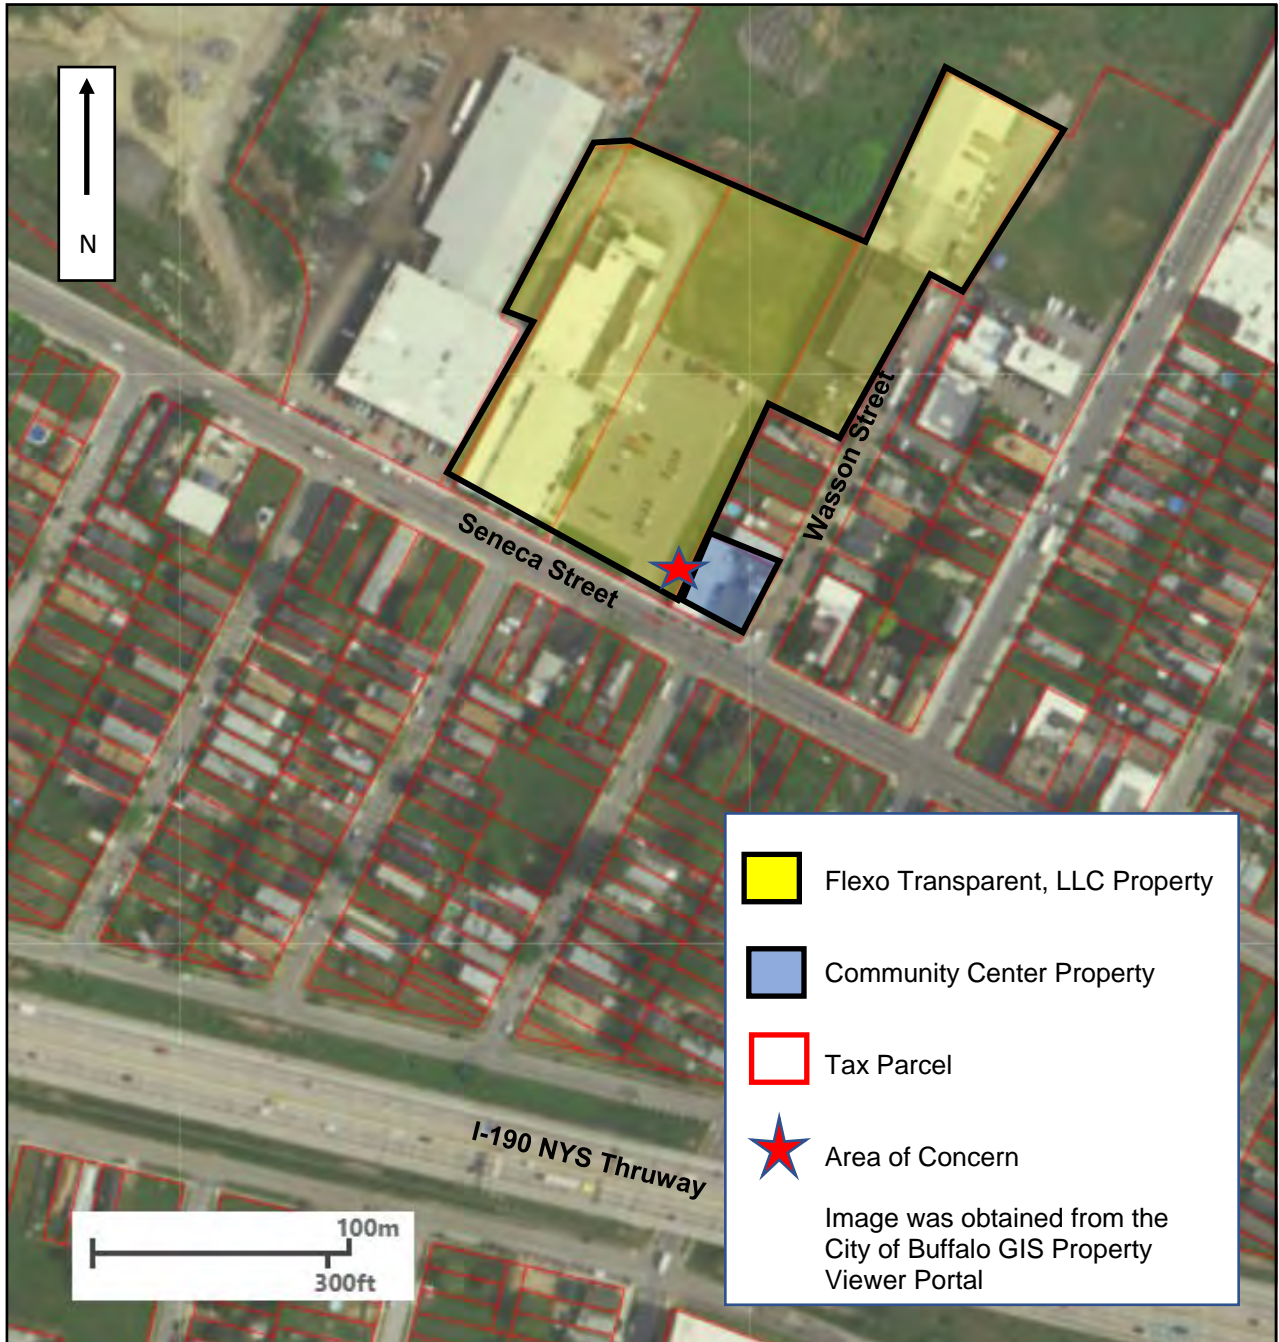 N
Seneca Street
Wasson Street
I-190 NYS Thruway
Flexo Transparent, LLC Property
Community Center Property
Tax Parcel
Area of Concern
Image was obtained from the
City of Buffalo GIS Property
Viewer Portal
100m
300ft